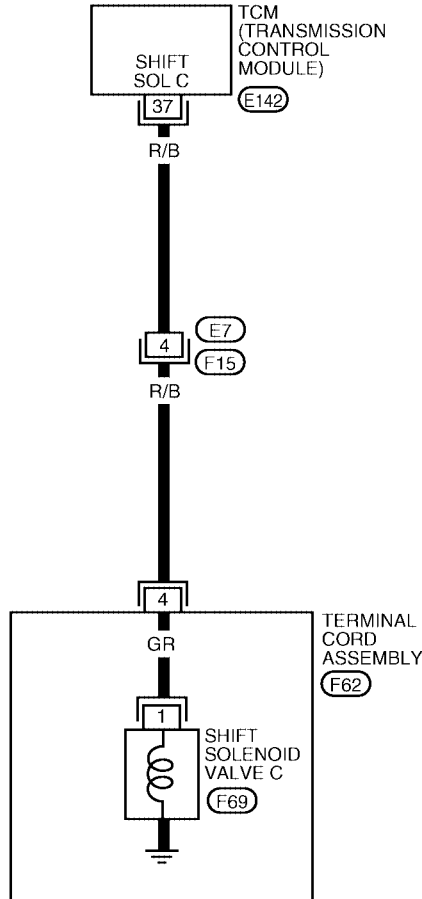 TCM
(TRANSMISSION
CONTROL
MODULE)
SHIFT
SOL C
E142
37
R/B
E7
4
F15
R/B
4
TERMINAL
CORD
ASSEMBLY
GR
F62
1
SHIFT
SOLENOID
VALVE C
F69